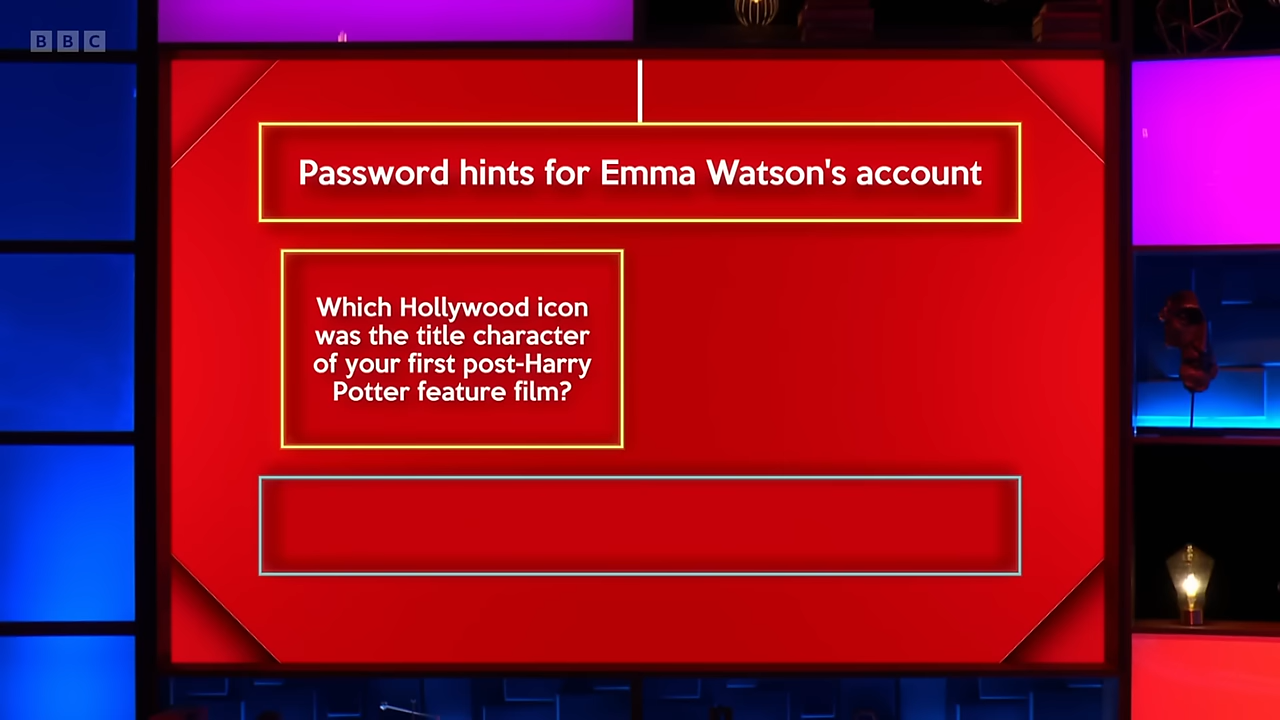 BBC
Password hints for Emma Watson's account
Which Hollywood icon
was the title character
of your first post-Harry
Potter feature film?